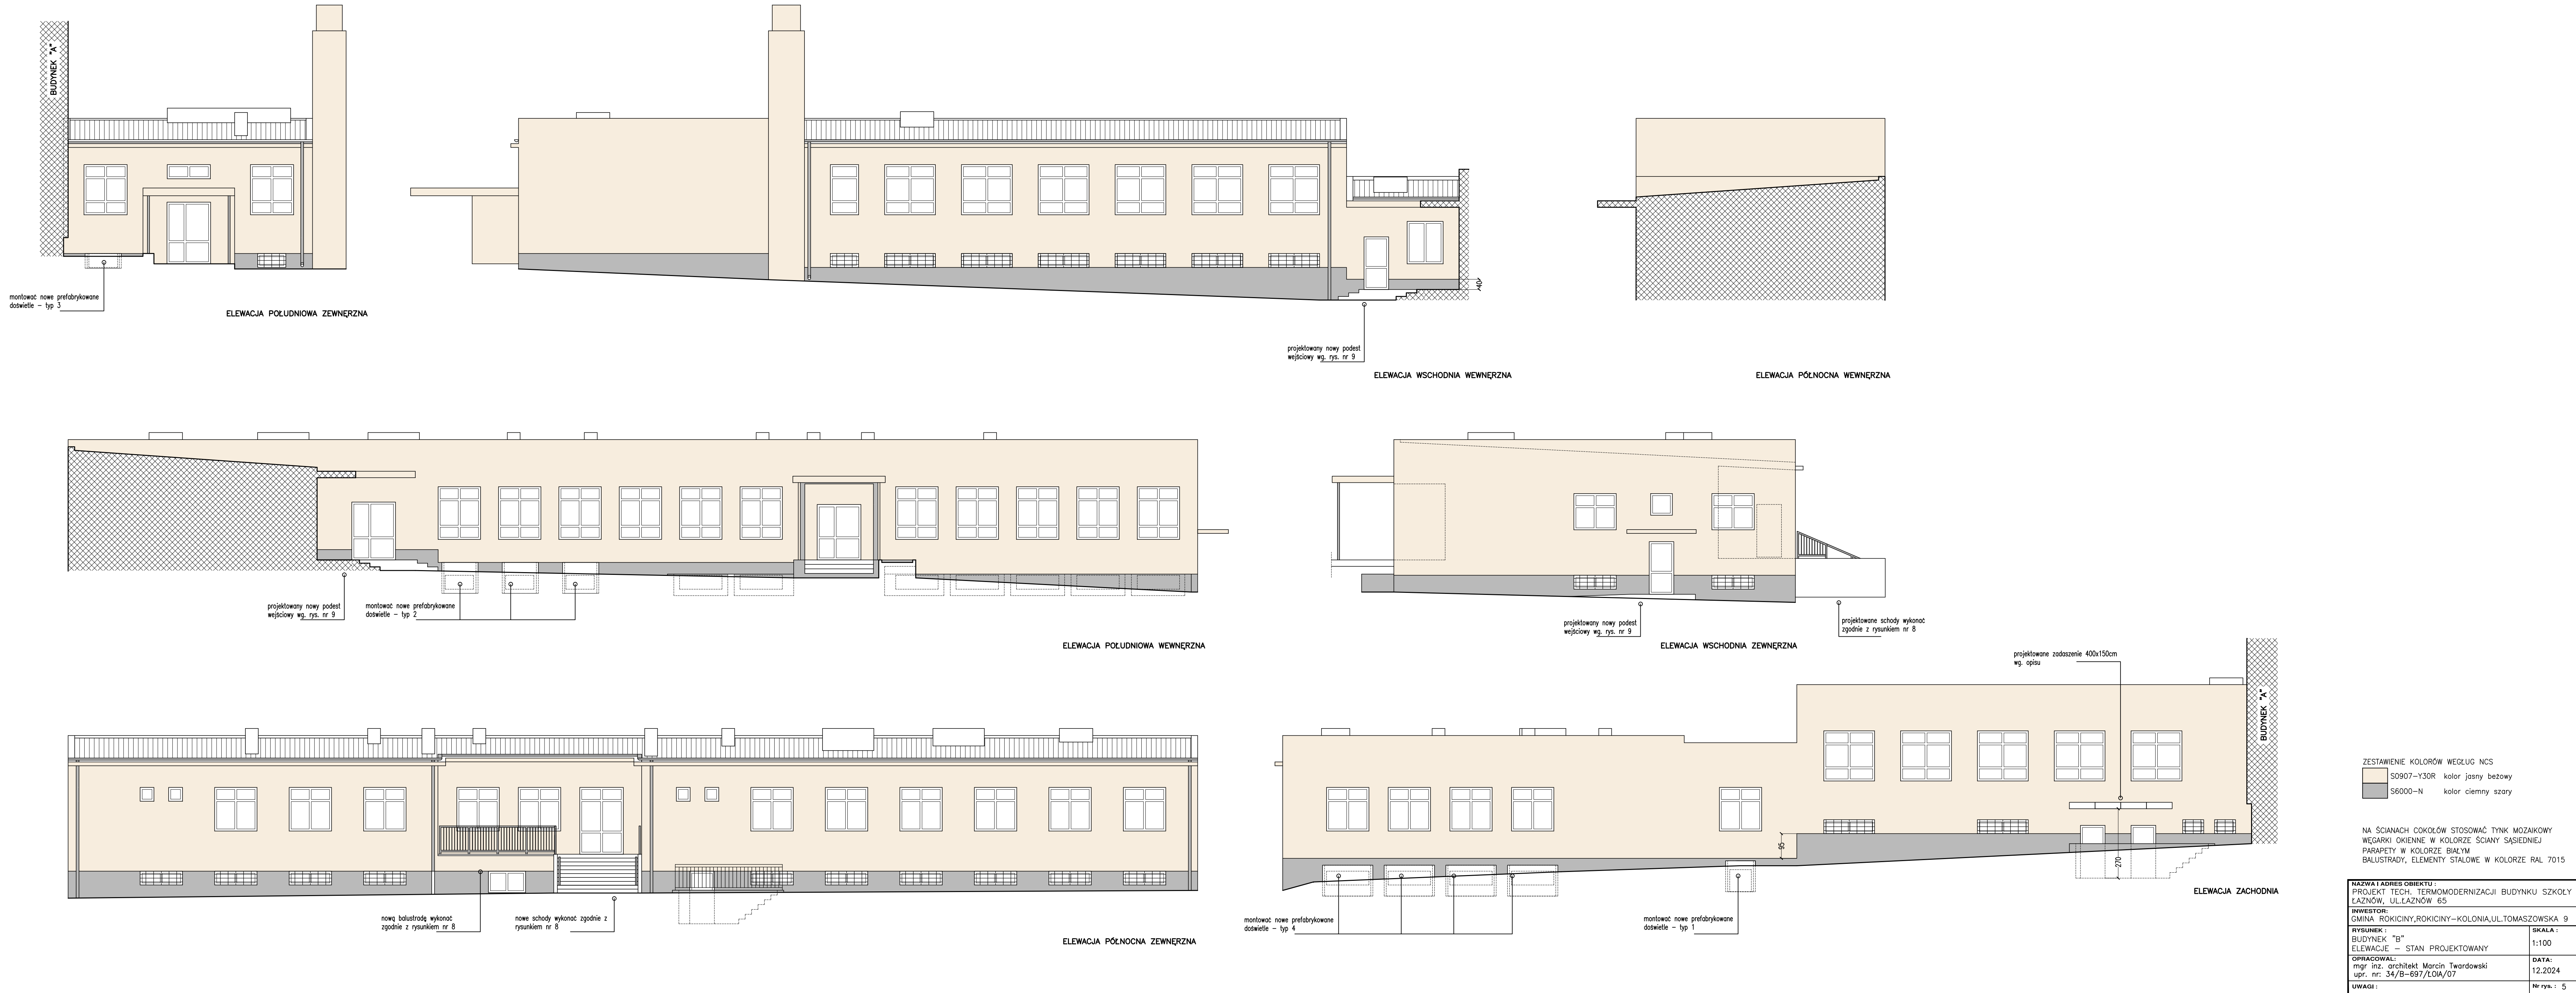 BUDYNEK "A"
montować nowe prefabrykowane
doświetle - typ 3
ELEWACJA POŁUDNIOWA ZEWNĘRZNA
40
projektowany nowy podest
wejściowy wg. rys. nr 9
ELEWACJA WSCHODNIA WEWNĘRZNA
ELEWACJA PÓŁNOCNA WEWNĘRZNA
projektowany nowy podest
wejściowy wg. rys. nr 9
montować nowe prefabrykowane
doświetle - typ 2
ELEWACJA POŁUDNIOWA WEWNĘRZNA
projektowany nowy podest
wejściowy wg. rys. nr 9
ELEWACJA WSCHODNIA ZEWNĘRZNA
projektowane schody wykonać
zgodnie z rysunkiem nr 8
nową balustradę wykonać
zgodnie z rysunkiem nr 8
nowe schody wykonać zgodnie z
rysunkiem nr 8
ELEWACJA PÓŁNOCNA ZEWNĘRZNA
projektowane zadaszenie 400x150cm
wg. opisu
BUDYNEK "A"
95
270
montować nowe prefabrykowane
doświetle - typ 4
montować nowe prefabrykowane
doświetle - typ 1
ELEWACJA ZACHODNIA
ZESTAWIENIE KOLORÓW WEGŁUG NCS
S0907-Y30R kolor jasny beżowy
S6000-N kolor ciemny szary
NA ŚCIANACH COKOŁÓW STOSOWAĆ TYNK MOZAIKOWY
WĘGARKI OKIENNE W KOLORZE ŚCIANY SĄSIEDNIEJ
PARAPETY W KOLORZE BIAŁYM
BALUSTRADY, ELEMENTY STALOWE W KOLORZE RAL 7015
NAZWA I ADRES OBIEKTU :
PROJEKT TECH. TERMOMODERNIZACJI BUDYNKU SZKOŁY
ŁAZNÓW, UL.ŁAZNÓW 65
INWESTOR:
GMINA ROKICINY,ROKICINY-KOLONIA,UL.TOMASZOWSKA 9
RYSUNEK :
BUDYNEK "B"
ELEWACJE - STAN PROJEKTOWANY
SKALA :
1:100
OPRACOWAL:
mgr inz. architekt Marcin Twardowski
upr. nr: 34/B-697/ŁOIA/07
DATA:
12.2024
UWAGI :
Nr rys. : 5